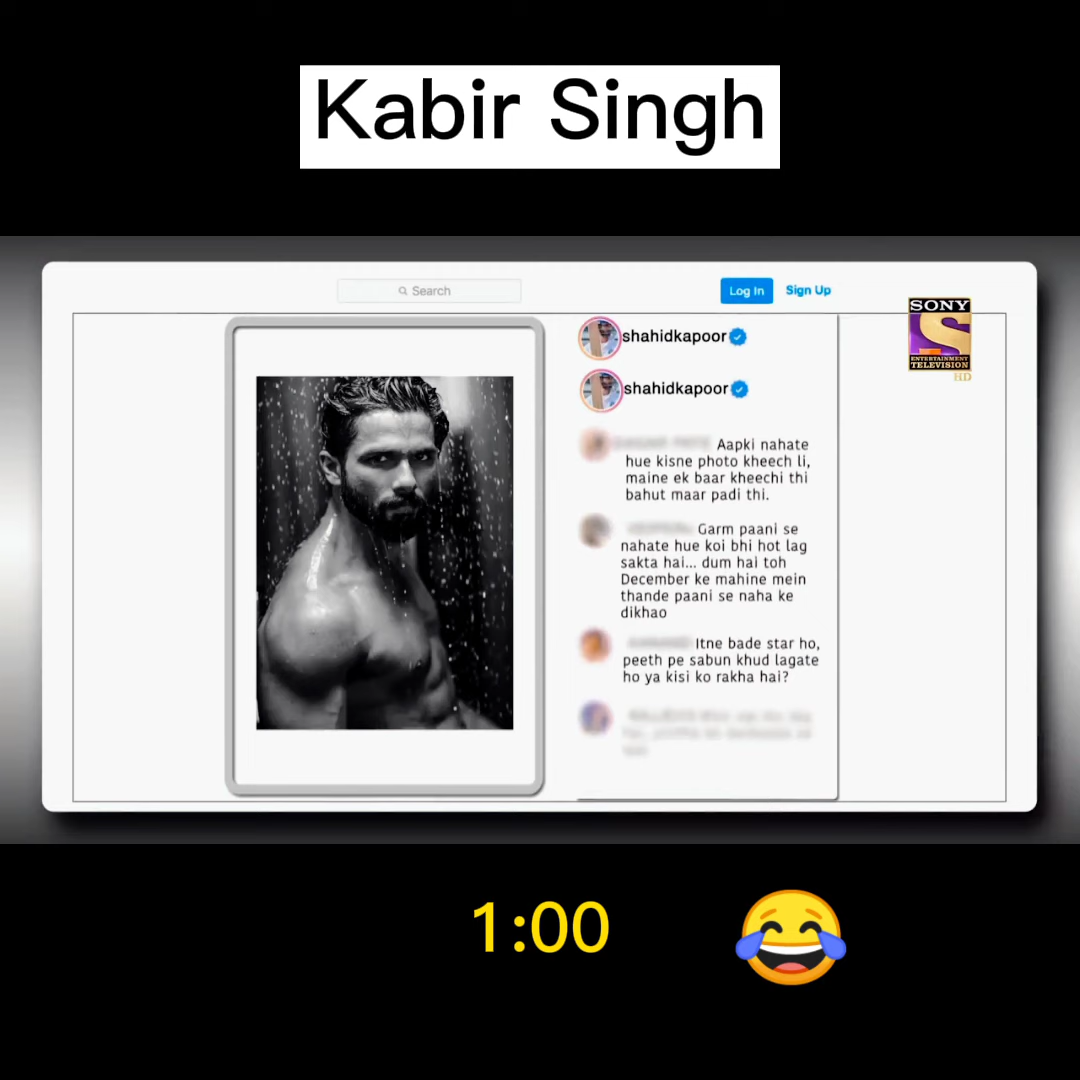 Kabir Singh
Search
Log In
Sign Up
SONY
ENTERTAINMENT
TELEVISION
HD
shahidkapoor
shahidkapoor
Aapki nahate
hue kisne photo kheech li,
maine ek baar kheechi thi
bahut maar padi thi.
Garm paani se
nahate hue koi bhi hot lag
sakta hai... dum hai toh
December ke mahine mein
thande paani se naha ke
dikhao
Itne bade star ho,
peeth pe sabun khud lagate
ho ya kisi ko rakha hai?
1:00